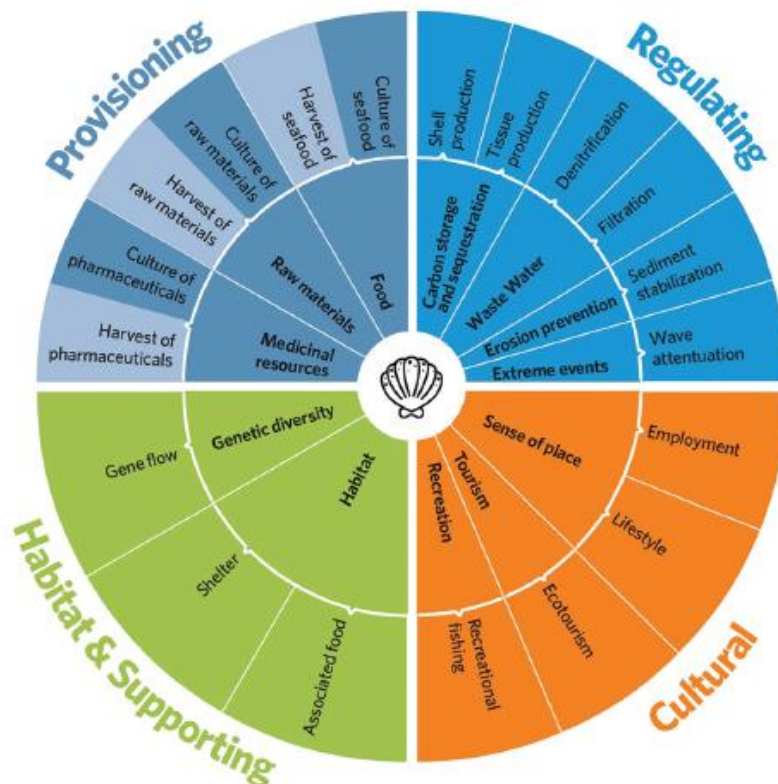 Provisioning
Harvest of
pharmaceuticals
Culture of
pharmaceuticals
Harvest of
raw materials
Culture of
raw materials
Harvest of
seafood
Culture of
seafood
Medicinal
resources
Raw materials
Food
Regulating
Shell
production
Tissue
production
Denitrification
Filtration
Sediment
stabilization
Wave
attentuation
Carbon storage
and sequestration
Waste Water
Erosion prevention
Extreme events
Habitat & Supporting
Genetic diversity
Habitat
Gene flow
Shelter
Associated food
Cultural
Sense of place
Tourism
Recreation
Employment
Lifestyle
Ecotourism
Recreational
fishing